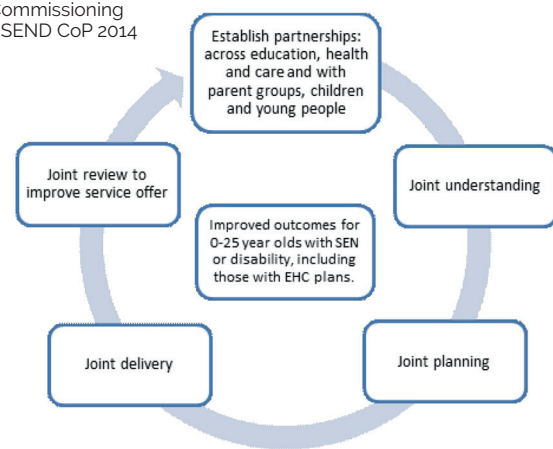 Commissioning
SEND CoP 2014
Establish partnerships:
across education, health
and care and with
parent groups, children
and young people
Joint understanding
Joint planning
Joint delivery
Joint review to
improve service offer
Improved outcomes for
0-25 year olds with SEN
or disability, including
those with EHC plans.